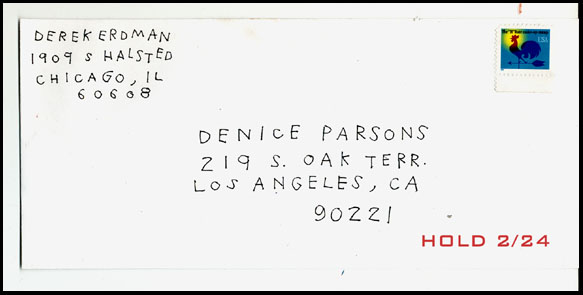 DEREK ERDMAN
1909 S HALSTED
CHICAGO, IL
60608
DENICE PARSONS
219 S. OAK TERR.
LOS ANGELES, CA
90221
HOLD 2/24